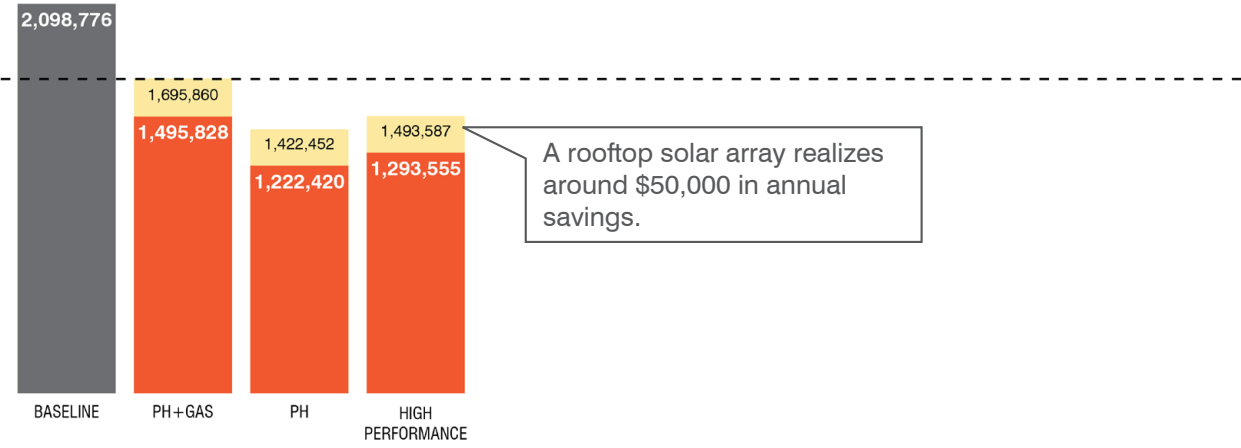 2,098,776
1,695,860
1,495,828
1,422,452
1,222,420
1,493,587
1,293,555
A rooftop solar array realizes
around $50,000 in annual
savings.
BASELINE
PH+GAS
PH
HIGH
PERFORMANCE